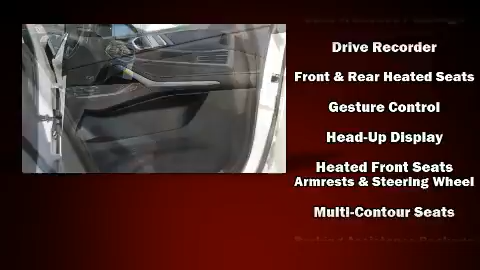 Drive Recorder
Front & Rear Heated Seats
Gesture Control
Head-Up Display
Heated Front Seats
Armrests & Steering Wheel
Multi-Contour Seats